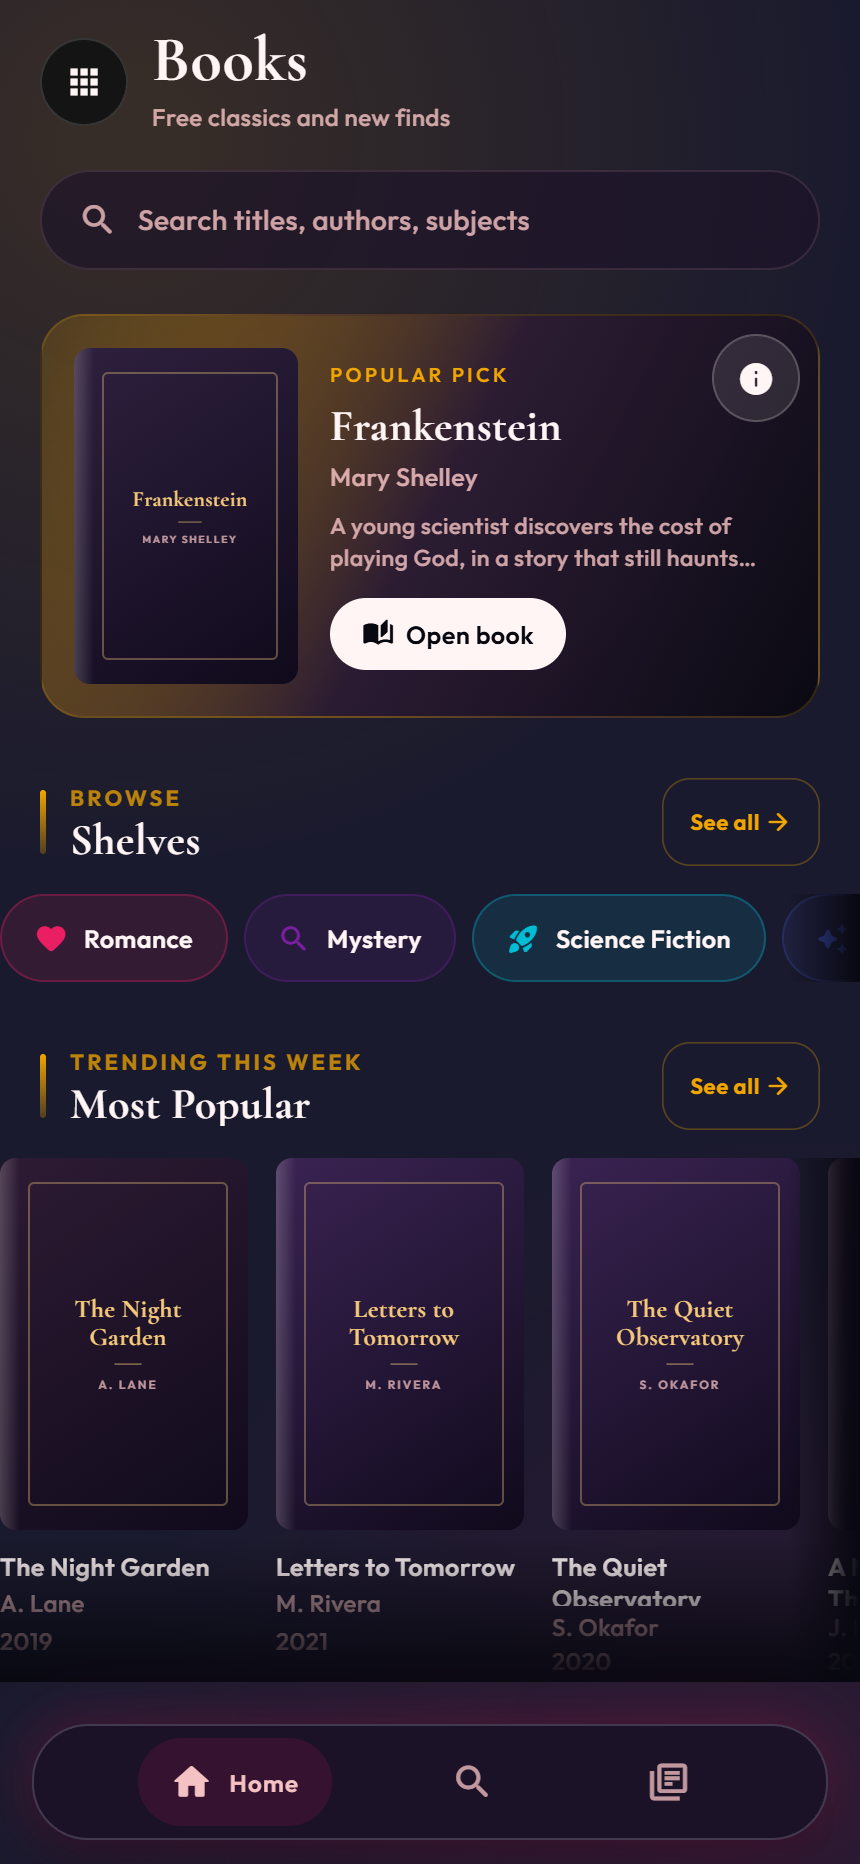 Books
Free classics and new finds
Search titles, authors, subjects
Frankenstein
MARY SHELLEY
POPULAR PICK
Frankenstein
Mary Shelley
A young scientist discovers the cost of
playing God, in a story that still haunts...
Open book
BROWSE
Shelves
See all
Romance
Mystery
Science Fiction
TRENDING THIS WEEK
Most Popular
See all
The Night
Garden
A. LANE
Letters to
Tomorrow
M. RIVERA
The Quiet
Observatory
S. OKAFOR
The Night Garden
A. Lane
2019
Letters to Tomorrow
M. Rivera
2021
The Quiet
Observatory
S. Okafor
2020
Home